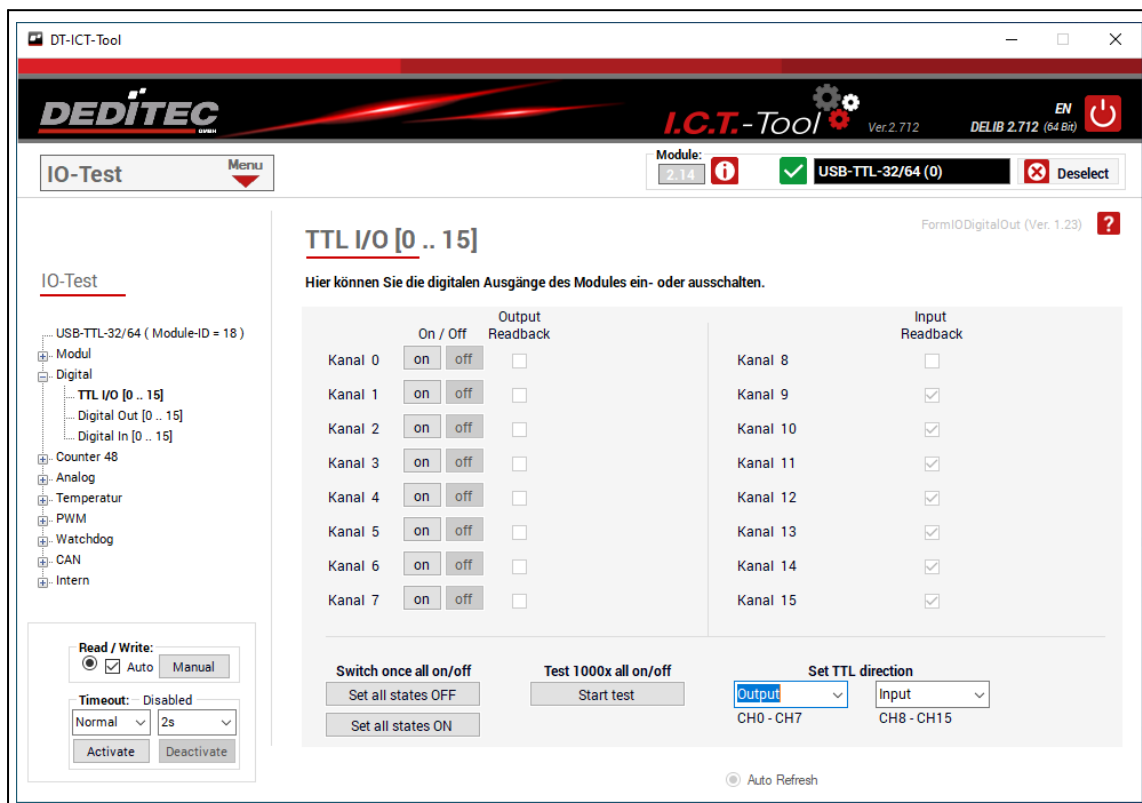 DT-ICT-Tool
DEDITEC
GMBH
I.C.T.-Tool
Ver.2.712
EN
DELIB 2.712 (64 Bit)
IO-Test
Menu
Module:
2.14
USB-TTL-32/64 (0)
Deselect
FormIODigitalOut (Ver. 1.23)
?
TTL I/O [0 .. 15]
Hier können Sie die digitalen Ausgänge des Modules ein- oder ausschalten.
IO-Test
USB-TTL-32/64 ( Module-ID = 18 )
Modul
Digital
TTL I/O [0 .. 15]
Digital Out [0 .. 15]
Digital In [0 .. 15]
Counter 48
Analog
Temperatur
PWM
Watchdog
CAN
Intern
Read / Write:
Auto
Manual
Timeout: Disabled
Normal
2s
Activate
Deactivate
On / Off
Output
Readback
Input
Readback
Kanal 0 on off
Kanal 8
Kanal 1 on off
Kanal 9
Kanal 2 on off
Kanal 10
Kanal 3 on off
Kanal 11
Kanal 4 on off
Kanal 12
Kanal 5 on off
Kanal 13
Kanal 6 on off
Kanal 14
Kanal 7 on off
Kanal 15
Switch once all on/off
Set all states OFF
Set all states ON
Test 1000x all on/off
Start test
Set TTL direction
Output
Input
CH0 - CH7
CH8 - CH15
Auto Refresh